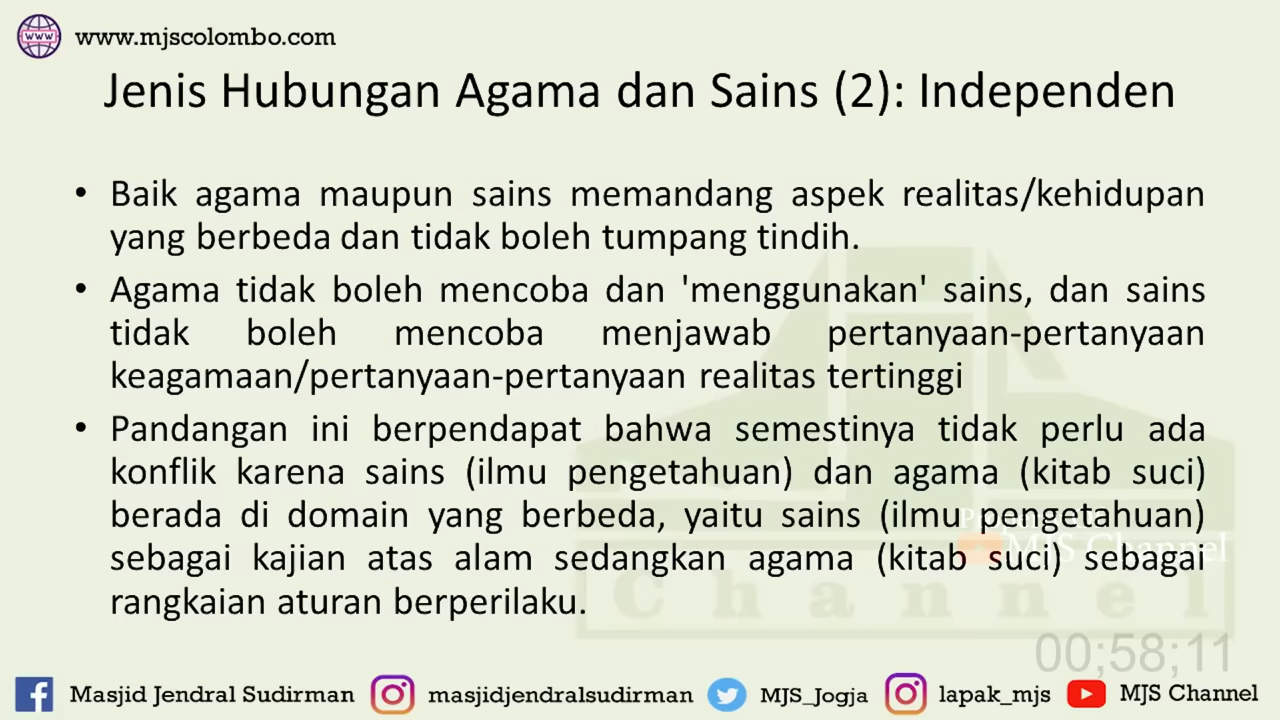 www.mjscolombo.com
Jenis Hubungan Agama dan Sains (2): Independen
• Baik agama maupun sains memandang aspek realitas/kehidupan
yang berbeda dan tidak boleh tumpang tindih.
• Agama tidak boleh mencoba dan 'menggunakan' sains, dan sains
tidak boleh mencoba menjawab pertanyaan-pertanyaan
keagamaan/pertanyaan-pertanyaan realitas tertinggi
• Pandangan ini berpendapat bahwa semestinya tidak perlu ada
konflik karena sains (ilmu pengetahuan) dan agama (kitab suci)
berada di domain yang berbeda, yaitu sains (ilmu pengetahuan)
sebagai kajian atas alam sedangkan agama (kitab suci) sebagai
rangkaian aturan berperilaku.
MJS Channel
Channel
00;58;11
Masjid Jendral Sudirman masjidjendralsudirman MJS_Jogja lapak_mjs MJS Channel